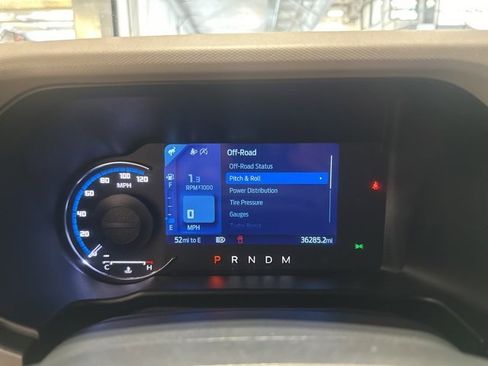 Off-Road
Off-Road Status
Pitch & Roll
Power Distribution
Tire Pressure
Gauges
1.3
RPMX1000
F
E
0
MPH
52mi to E
36285.2mi
20
40
60
80
100
120
MPH
C
H
P R N D M